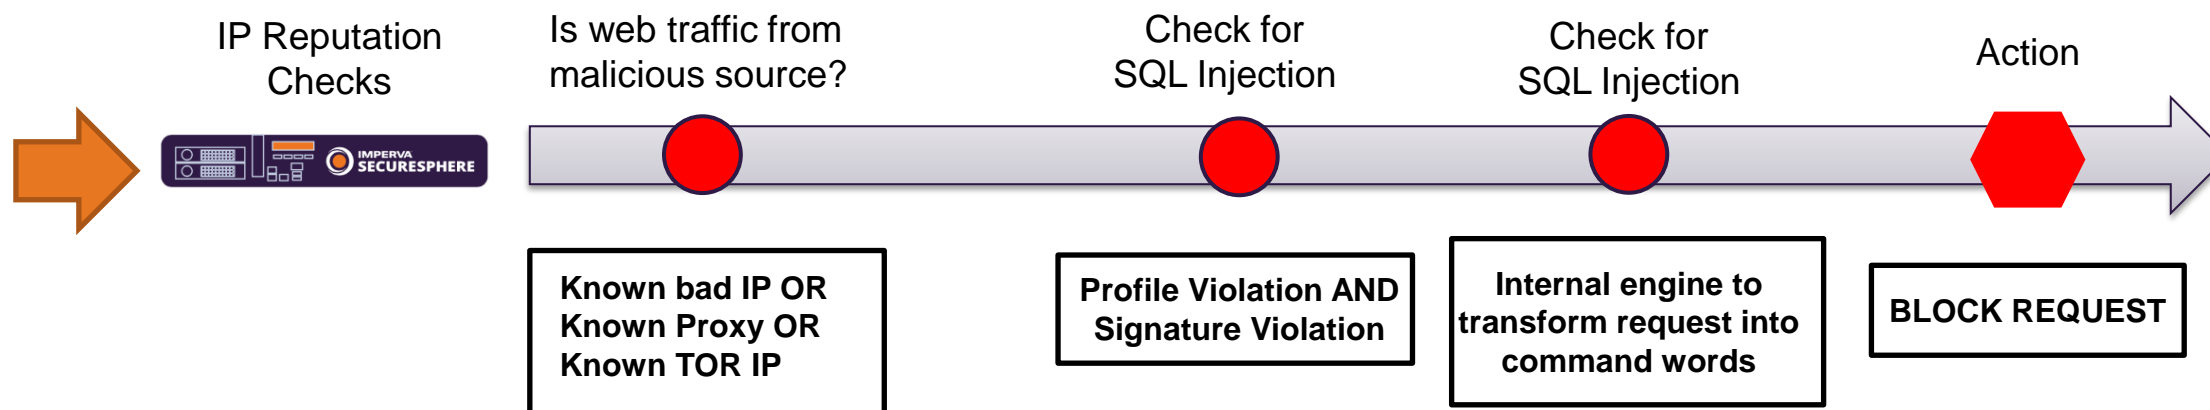 IP Reputation
Checks
Is web traffic from
malicious source?
Check for
SQL Injection
Check for
SQL Injection
Action
IMPERVA
SECURESPHERE
Known bad IP OR
Known Proxy OR
Known TOR IP
Profile Violation AND
Signature Violation
Internal engine to
transform request into
command words
BLOCK REQUEST